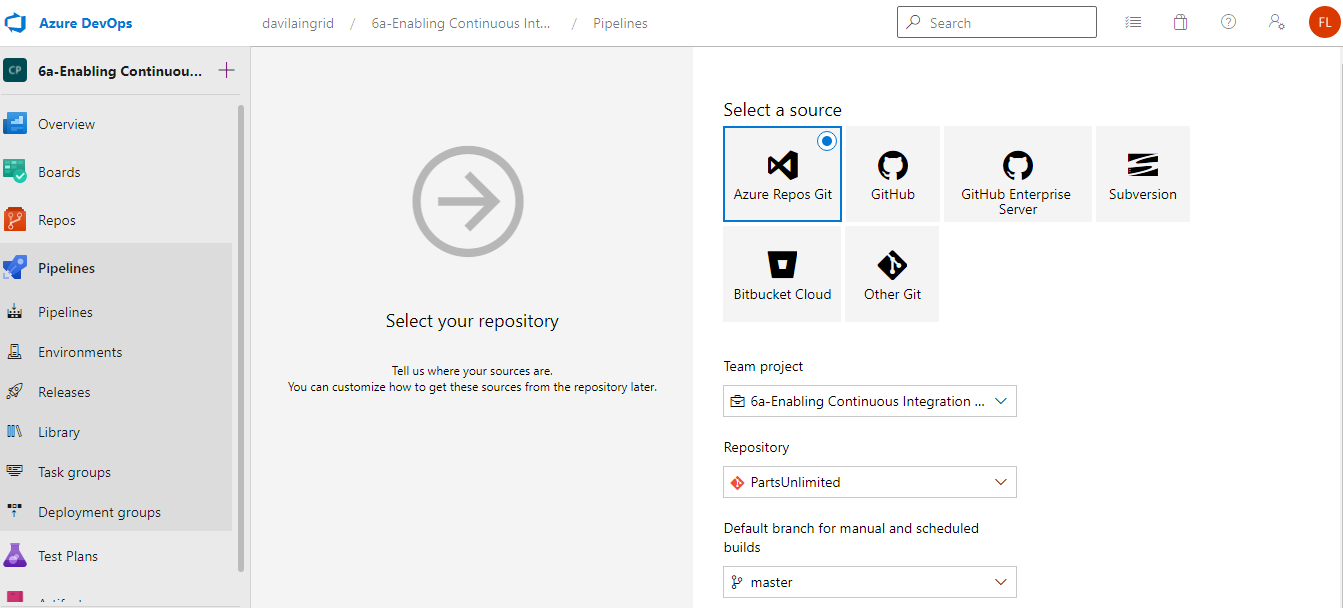 Azure DevOps
davilaingrid / 6a-Enabling Continuous Int... / Pipelines
Search
FL
CP 6a-Enabling Continuou... +
Overview
Boards
Repos
Pipelines
Pipelines
Environments
Releases
Library
Task groups
Deployment groups
Test Plans
Select your repository
Tell us where your sources are.
You can customize how to get these sources from the repository later.
Select a source
Azure Repos Git
GitHub
GitHub Enterprise
Server
Subversion
Bitbucket Cloud
Other Git
Team project
6a-Enabling Continuous Integration ...
Repository
PartsUnlimited
Default branch for manual and scheduled
builds
master